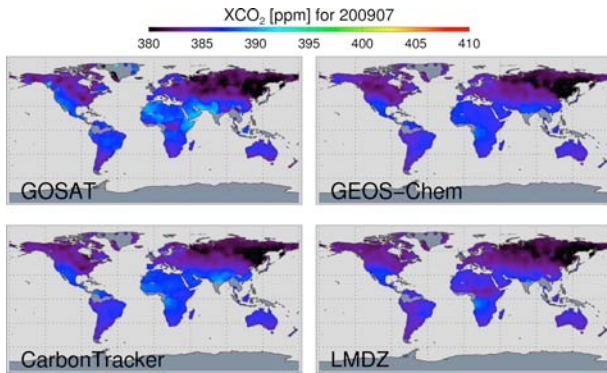 XCO₂ [ppm] for 200907
380 385 390 395 400 405 410
GOSAT
GEOS-Chem
CarbonTracker
LMDZ